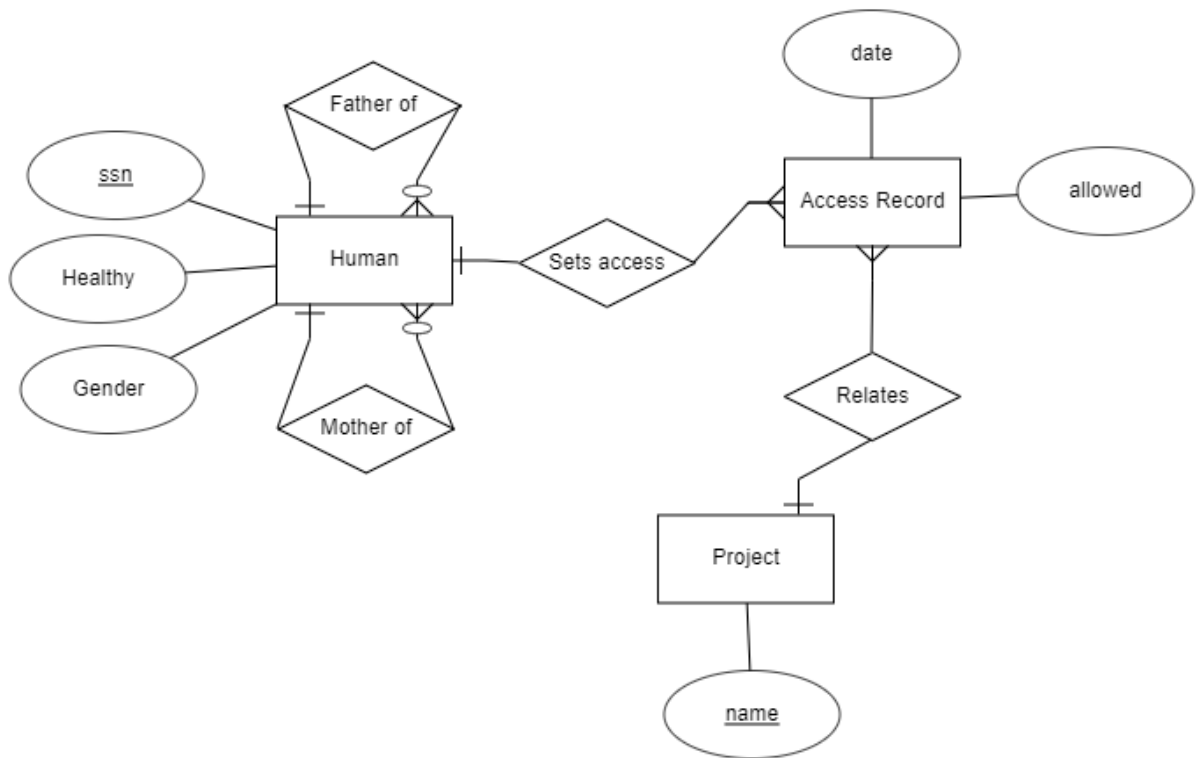 date
Father of
ssn
allowed
Access Record
Human
Sets access
Healthy
Gender
Relates
Mother of
Project
name